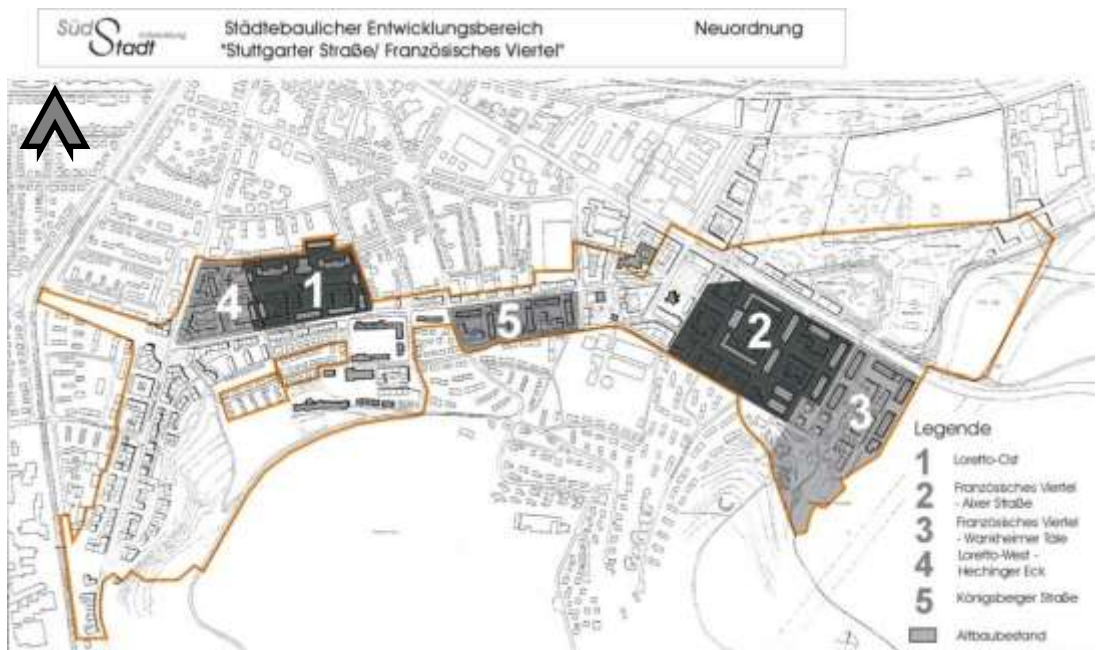 Süd
Stadt
Städtebaulicher Entwicklungsbereich
"Stuttgarter Straße/ Französisches Viertel"
Neuordnung
4
1
5
2
3
Legende
1 Loretto-Ost
2 Französisches Viertel
- Aixer Straße
3 Französisches Viertel
- Wankheimer Täle
4 Loretto-West -
Hechinger Eck
5 Königsberger Straße
Altbaubestand